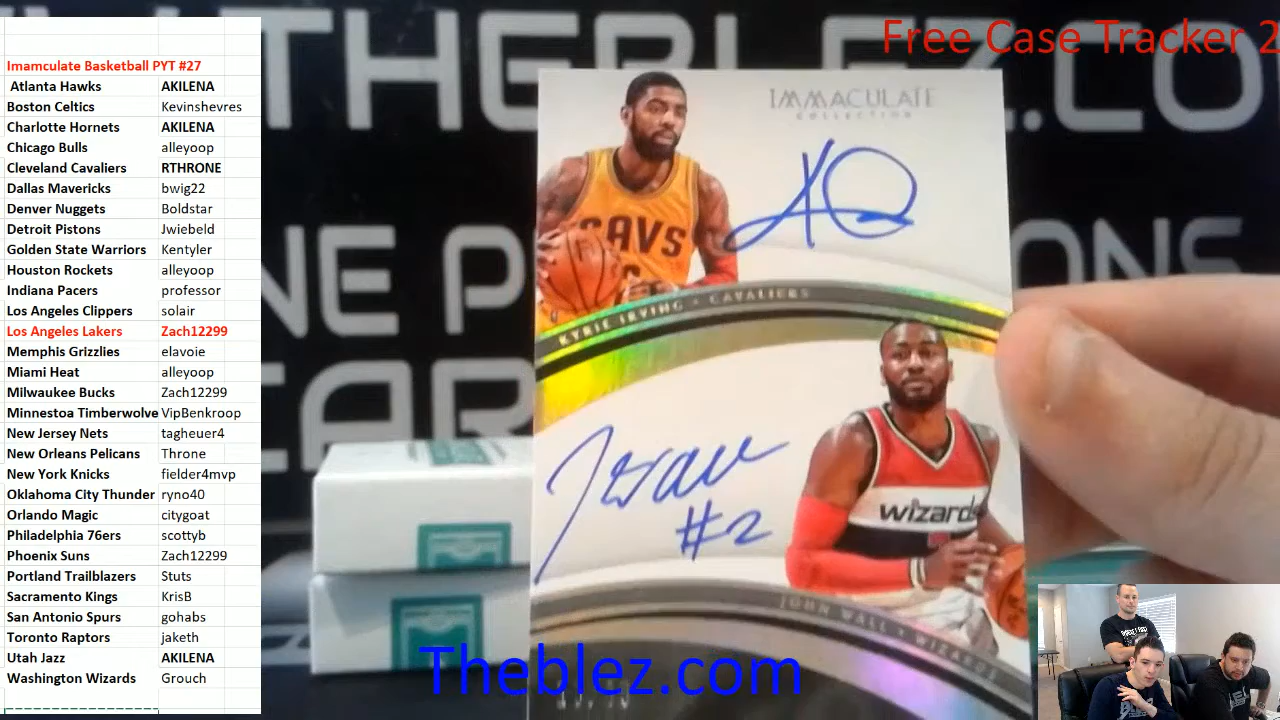 Imamculate Basketball PYT #27
Atlanta Hawks AKILENA
Boston Celtics Kevinshevres
Charlotte Hornets AKILENA
Chicago Bulls alleyoop
Cleveland Cavaliers RTHRONE
Dallas Mavericks bwig22
Denver Nuggets Boldstar
Detroit Pistons Jwiebeld
Golden State Warriors Kentyler
Houston Rockets alleyoop
Indiana Pacers professor
Los Angeles Clippers solair
Los Angeles Lakers Zach12299
Memphis Grizzlies elavoie
Miami Heat alleyoop
Milwaukee Bucks Zach12299
Minnestoa Timberwolve VipBenkroop
New Jersey Nets tagheuer4
New Orleans Pelicans Throne
New York Knicks fielder4mvp
Oklahoma City Thunder ryno40
Orlando Magic citygoat
Philadelphia 76ers scottyb
Phoenix Suns Zach12299
Portland Trailblazers Stuts
Sacramento Kings KrisB
San Antonio Spurs gohabs
Toronto Raptors jaketh
Utah Jazz AKILENA
Washington Wizards Grouch
Free Case Tracker 2
THEBLEZ.CO
IMMACULATE
COLLECTION
CAVS
KYRIE IRVING • CAVALIERS
#2
wizards
JOHN WALL • WIZARDS
Theblez.com